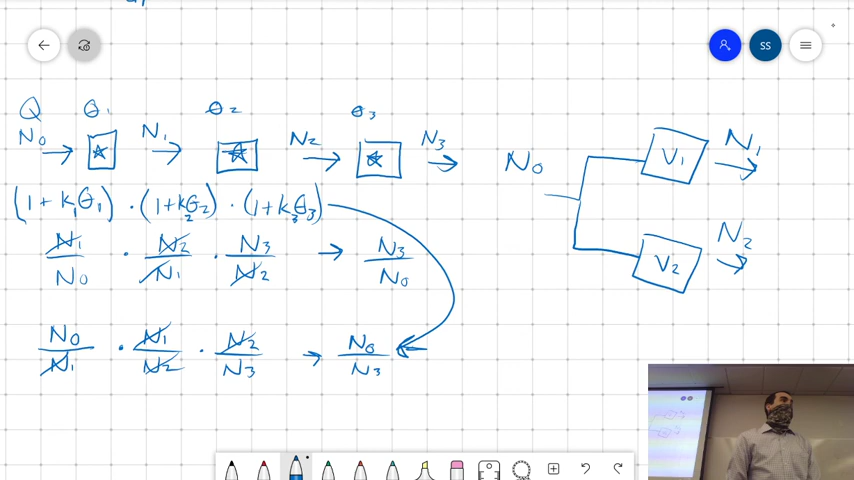 Q θ₁ θ₂ θ₃
N₀ → ★ N₁ → ★ N₂ → ★ N₃ →
(1 + k₁θ₁) · (1 + k₂θ₂) · (1 + k₃θ₃)
N₁/N₀ · N₂/N₁ · N₃/N₂ → N₃/N₀
N₀/N₁ · N₁/N₂ · N₂/N₃ → N₀/N₃
N₀
V₁ N₁
V₂ N₂
SS